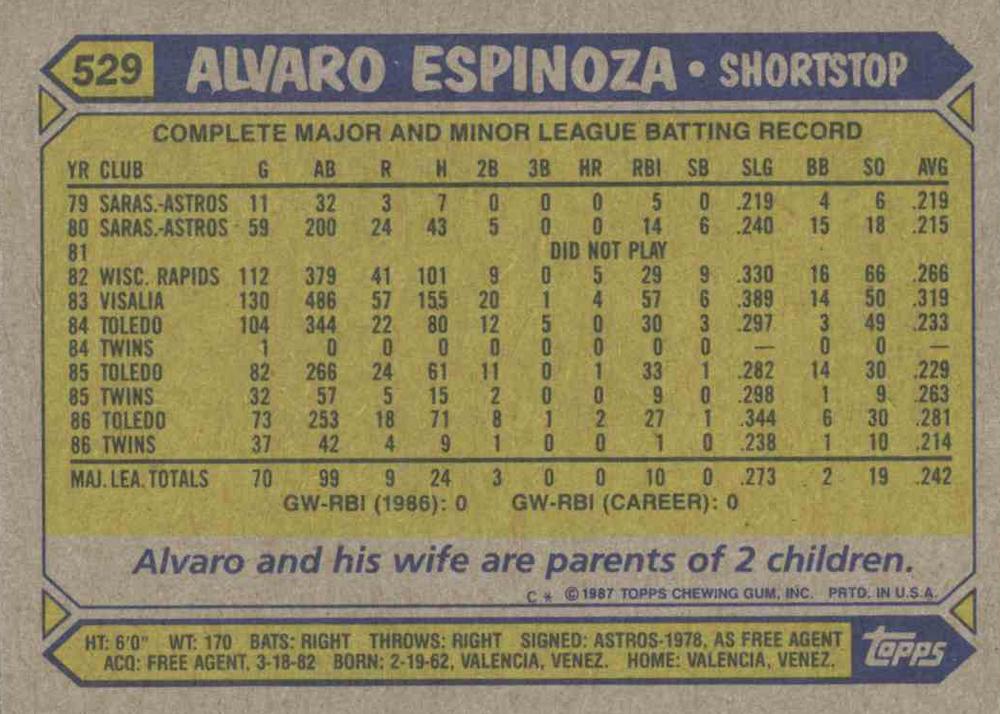 529 ALVARO ESPINOZA • SHORTSTOP
COMPLETE MAJOR AND MINOR LEAGUE BATTING RECORD
YR CLUB G AB R H 2B 3B HR RBI SB SLG BB SO AVG
79 SARAS.-ASTROS 11 32 3 7 0 0 0 5 0 .219 4 6 .219
80 SARAS.-ASTROS 59 200 24 43 5 0 0 14 6 .240 15 18 .215
81 DID NOT PLAY
82 WISC. RAPIDS 112 379 41 101 9 0 5 29 9 .330 16 66 .266
83 VISALIA 130 486 57 155 20 1 4 57 6 .389 14 50 .319
84 TOLEDO 104 344 22 80 12 5 0 30 3 .297 3 49 .233
84 TWINS 1 0 0 0 0 0 0 0 0 — 0 0 —
85 TOLEDO 82 266 24 61 11 0 1 33 1 .282 14 30 .229
85 TWINS 32 57 5 15 2 0 0 9 0 .298 1 9 .263
86 TOLEDO 73 253 18 71 8 1 2 27 1 .344 6 30 .281
86 TWINS 37 42 4 9 1 0 0 1 0 .238 1 10 .214
MAJ. LEA. TOTALS 70 99 9 24 3 0 0 10 0 .273 2 19 .242
GW-RBI (1986): 0 GW-RBI (CAREER): 0
Alvaro and his wife are parents of 2 children.
C * © 1987 TOPPS CHEWING GUM, INC. PRTD. IN U.S.A.
HT: 6'0" WT: 170 BATS: RIGHT THROWS: RIGHT SIGNED: ASTROS-1978, AS FREE AGENT
ACQ: FREE AGENT, 3-18-82 BORN: 2-19-62, VALENCIA, VENEZ. HOME: VALENCIA, VENEZ.
Topps